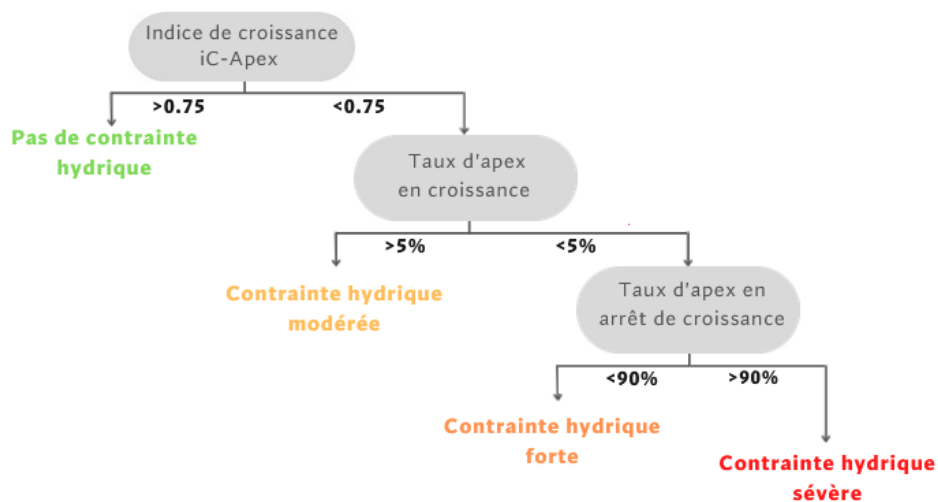 Indice de croissance
iC-Apex
>0.75
<0.75
Pas de contrainte
hydrique
Taux d'apex
en croissance
>5%
<5%
Contrainte hydrique
modérée
Taux d'apex en
arrêt de croissance
<90%
>90%
Contrainte hydrique
forte
Contrainte hydrique
sévère